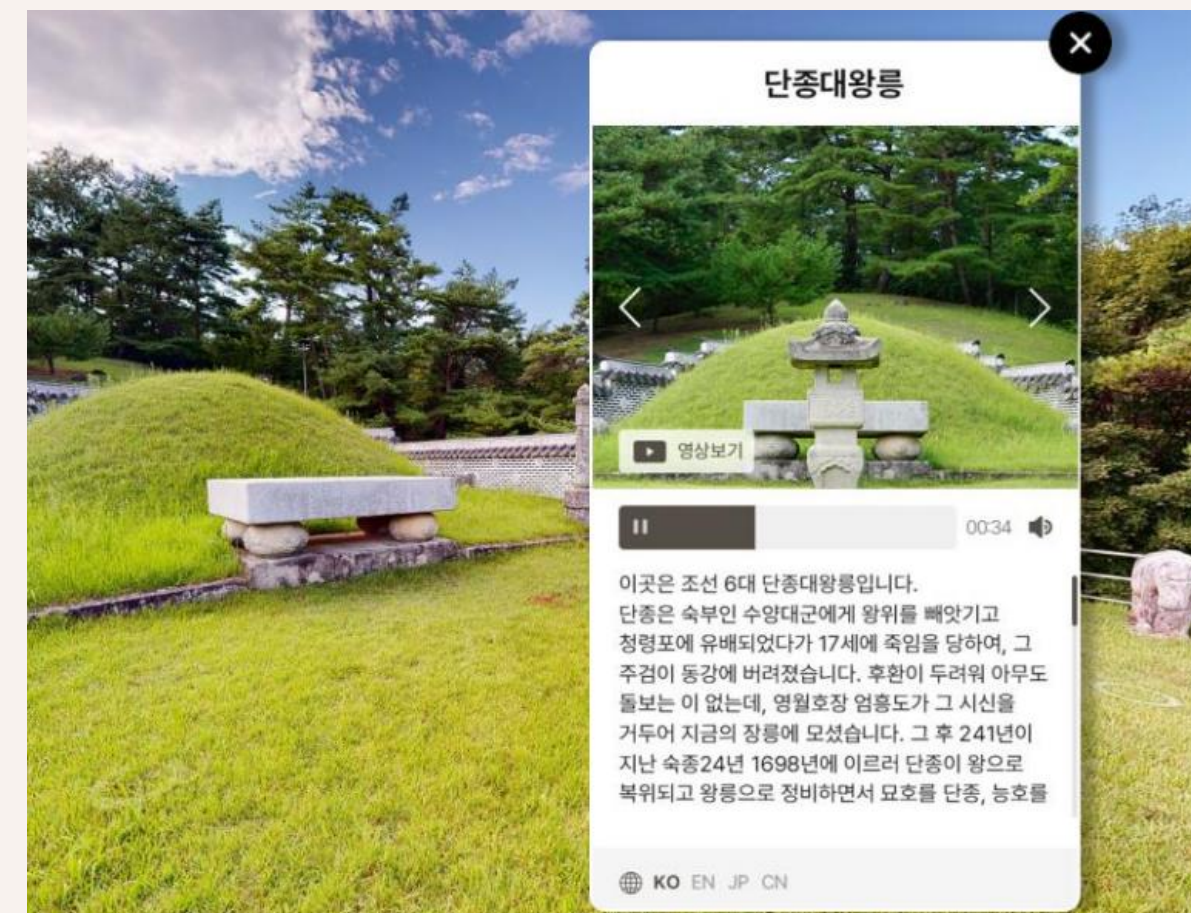 단종대왕릉
영상보기
00:34
이곳은 조선 6대 단종대왕릉입니다.
단종은 숙부인 수양대군에게 왕위를 빼앗기고
청령포에 유배되었다가 17세에 죽임을 당하여, 그
주검이 동강에 버려졌습니다. 후환이 두려워 아무도
돌보는 이 없는데, 영월호장 엄흥도가 그 시신을
거두어 지금의 장릉에 모셨습니다. 그 후 241년이
지난 숙종24년 1698년에 이르러 단종이 왕으로
복위되고 왕릉으로 정비하면서 묘호를 단종, 능호를
KO EN JP CN